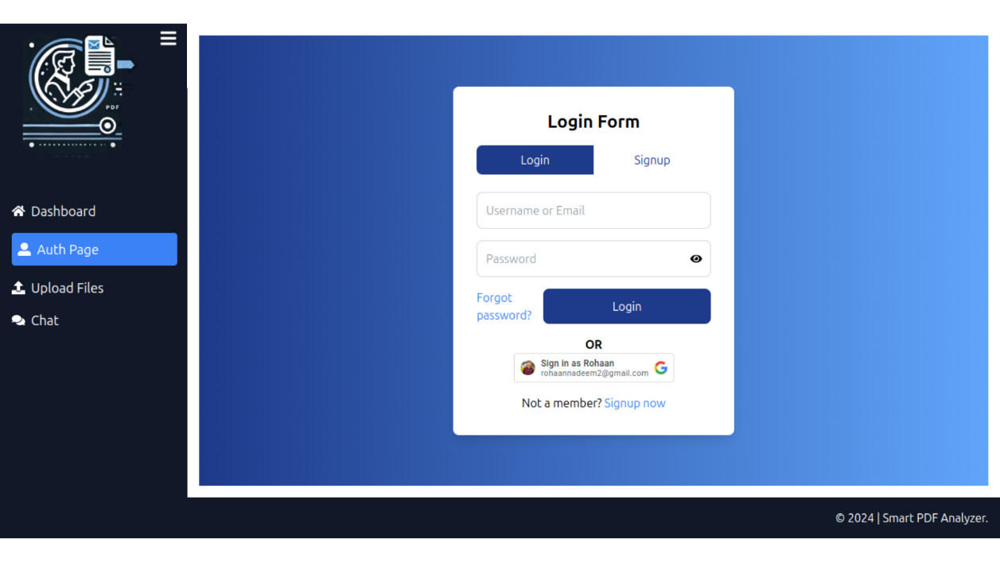 PDF
Dashboard
Auth Page
Upload Files
Chat
Login Form
Login Signup
Username or Email
Password
Forgot
password?
Login
OR
Sign in as Rohaan
rohaannadeem2@gmail.com
Not a member? Signup now
© 2024 | Smart PDF Analyzer.